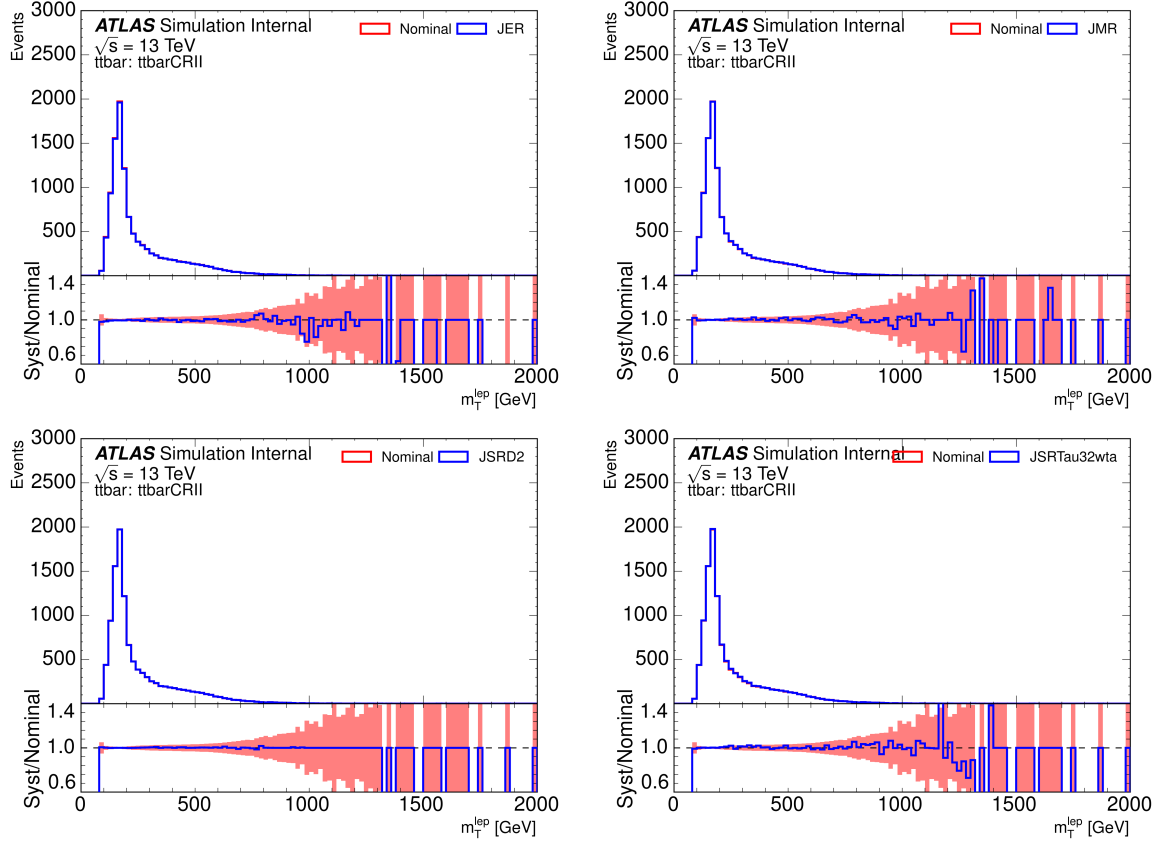 Events
3000
2500
2000
1500
1000
500
ATLAS Simulation Internal
√s = 13 TeV
ttbar: ttbarCRII
Nominal JER
Syst/Nominal
1.4
1.0
0.6
0 500 1000 1500 2000
m_T^lep [GeV]
Events
3000
2500
2000
1500
1000
500
ATLAS Simulation Internal
√s = 13 TeV
ttbar: ttbarCRII
Nominal JMR
Syst/Nominal
1.4
1.0
0.6
0 500 1000 1500 2000
m_T^lep [GeV]
Events
3000
2500
2000
1500
1000
500
ATLAS Simulation Internal
√s = 13 TeV
ttbar: ttbarCRII
Nominal JSRD2
Syst/Nominal
1.4
1.0
0.6
0 500 1000 1500 2000
m_T^lep [GeV]
Events
3000
2500
2000
1500
1000
500
ATLAS Simulation Internal
√s = 13 TeV
ttbar: ttbarCRII
Nominal JSRTau32wta
Syst/Nominal
1.4
1.0
0.6
0 500 1000 1500 2000
m_T^lep [GeV]